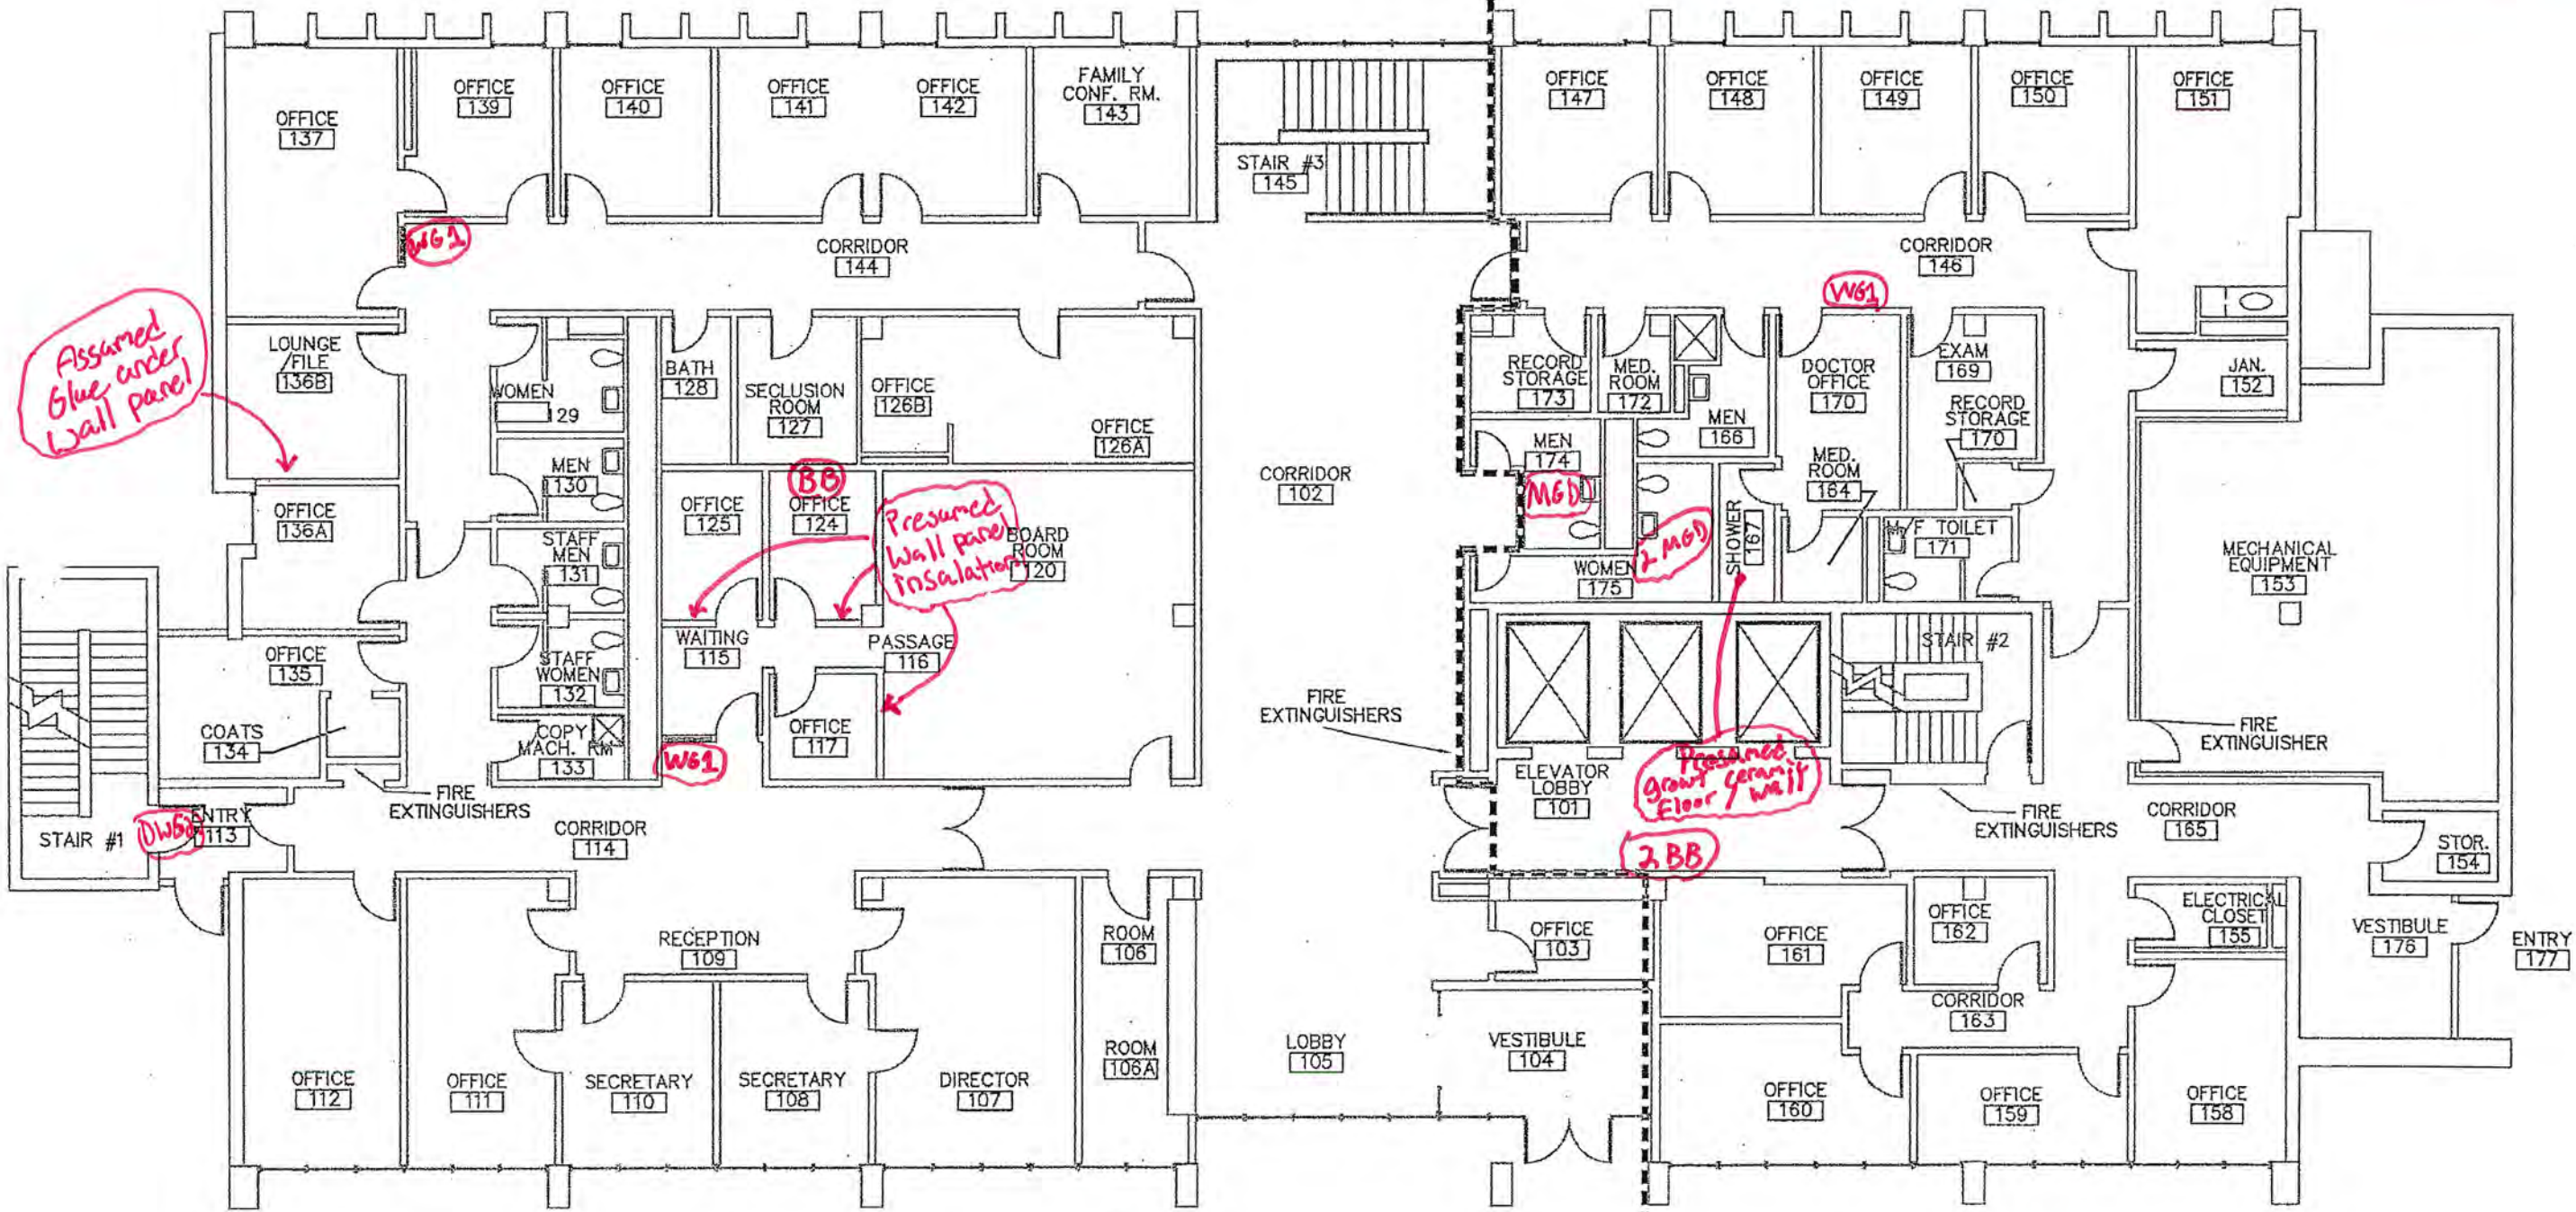 OFFICE
137
OFFICE
139
OFFICE
140
OFFICE
141
OFFICE
142
FAMILY
CONF. RM.
143
STAIR #3
145
OFFICE
147
OFFICE
148
OFFICE
149
OFFICE
150
OFFICE
151
WG1
CORRIDOR
144
CORRIDOR
146
WG1
Assumed
Glue under
Wall panel
LOUNGE
/FILE
136B
WOMEN
129
BATH
128
SECLUSION
ROOM
127
OFFICE
126B
OFFICE
126A
RECORD
STORAGE
173
MED.
ROOM
172
MEN
166
DOCTOR
OFFICE
170
EXAM
169
RECORD
STORAGE
170
JAN.
152
MEN
130
OFFICE
125
BB
OFFICE
124
Presumed
Wall panel
insalation
BOARD
ROOM
120
CORRIDOR
102
MEN
174
MGD
2 MGD
MED.
ROOM
164
SHOWER
167
M/F TOILET
171
MECHANICAL
EQUIPMENT
153
OFFICE
136A
STAFF
MEN
131
WOMEN
175
OFFICE
135
STAFF
WOMEN
132
WAITING
115
PASSAGE
116
STAIR #2
COATS
134
COPY
MACH. RM
133
WG1
OFFICE
117
FIRE
EXTINGUISHERS
FIRE
EXTINGUISHER
ELEVATOR
LOBBY
101
Presumed
grout ceramic
Floor / wall
2 BB
STAIR #1
ENTRY
113
FIRE
EXTINGUISHERS
CORRIDOR
114
FIRE
EXTINGUISHERS
CORRIDOR
165
STOR.
154
RECEPTION
109
ROOM
106
OFFICE
103
OFFICE
161
OFFICE
162
ELECTRICAL
CLOSET
155
VESTIBULE
176
ENTRY
177
OFFICE
112
OFFICE
111
SECRETARY
110
SECRETARY
108
DIRECTOR
107
ROOM
106A
LOBBY
105
VESTIBULE
104
CORRIDOR
163
OFFICE
160
OFFICE
159
OFFICE
158